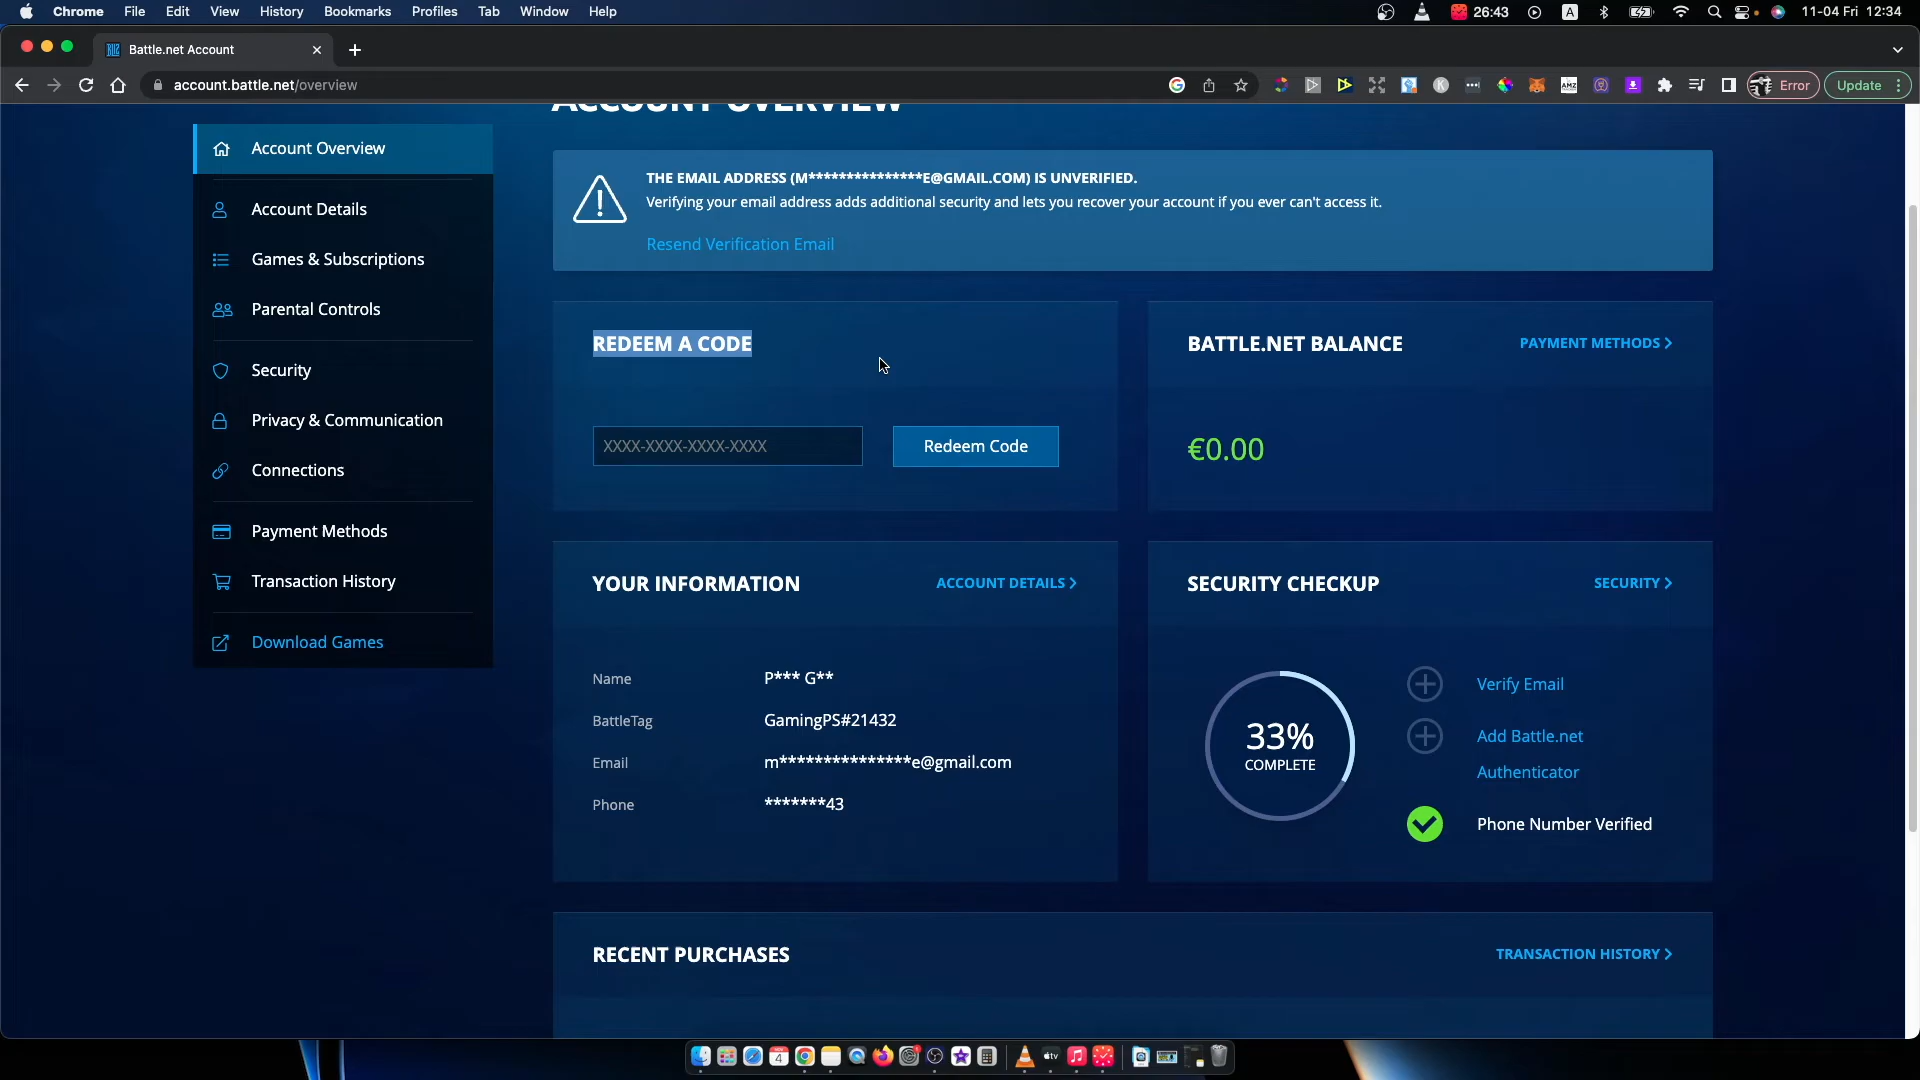 Chrome File Edit View History Bookmarks Profiles Tab Window Help 26:43 A 11-04 Fri 12:34
Battle.net Account
account.battle.net/overview
AMZ Error Update
ACCOUNT OVERVIEW
Account Overview
Account Details
Games & Subscriptions
Parental Controls
Security
Privacy & Communication
Connections
Payment Methods
Transaction History
Download Games
THE EMAIL ADDRESS (M***************E@GMAIL.COM) IS UNVERIFIED.
Verifying your email address adds additional security and lets you recover your account if you ever can't access it.
Resend Verification Email
REDEEM A CODE
XXXX-XXXX-XXXX-XXXX
Redeem Code
BATTLE.NET BALANCE
PAYMENT METHODS
€0.00
YOUR INFORMATION
ACCOUNT DETAILS
Name P*** G**
BattleTag GamingPS#21432
Email m***************e@gmail.com
Phone *******43
SECURITY CHECKUP
SECURITY
33%
COMPLETE
Verify Email
Add Battle.net
Authenticator
Phone Number Verified
RECENT PURCHASES
TRANSACTION HISTORY